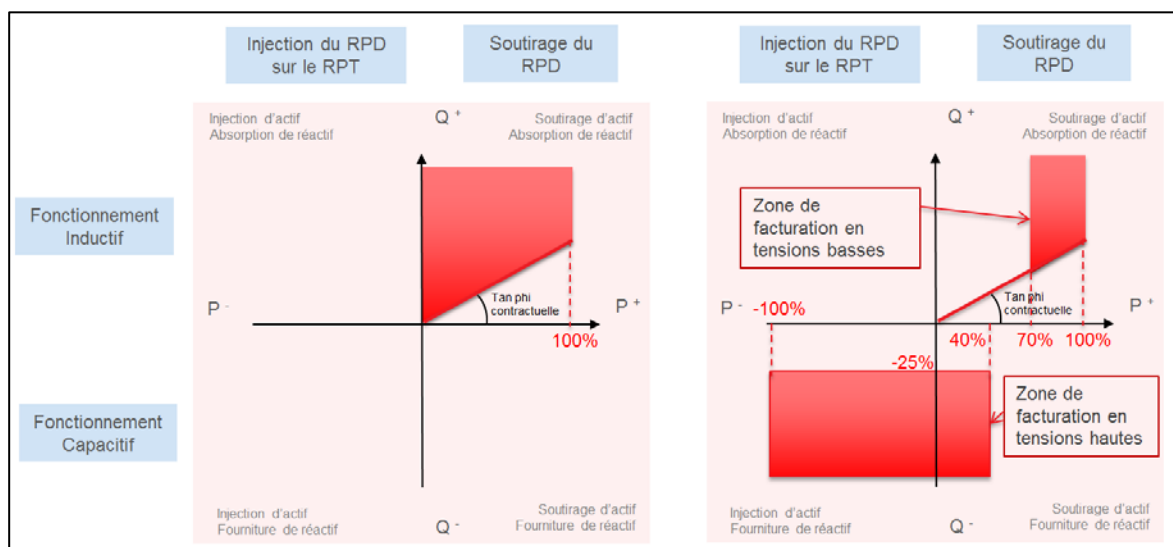 Injection du RPD
sur le RPT
Soutirage du
RPD
Injection d'actif
Absorption de réactif
Q +
Soutirage d'actif
Absorption de réactif
Fonctionnement
Inductif
Tan phi
contractuelle
P -
P +
100%
Fonctionnement
Capacitif
Injection d'actif
Fourniture de réactif
Q -
Soutirage d'actif
Fourniture de réactif
Injection du RPD
sur le RPT
Soutirage du
RPD
Injection d'actif
Absorption de réactif
Q +
Soutirage d'actif
Absorption de réactif
Zone de
facturation en
tensions basses
Tan phi
contractuelle
P -
-100%
P +
40%
70%
100%
-25%
Zone de
facturation en
tensions hautes
Injection d'actif
Fourniture de réactif
Q -
Soutirage d'actif
Fourniture de réactif